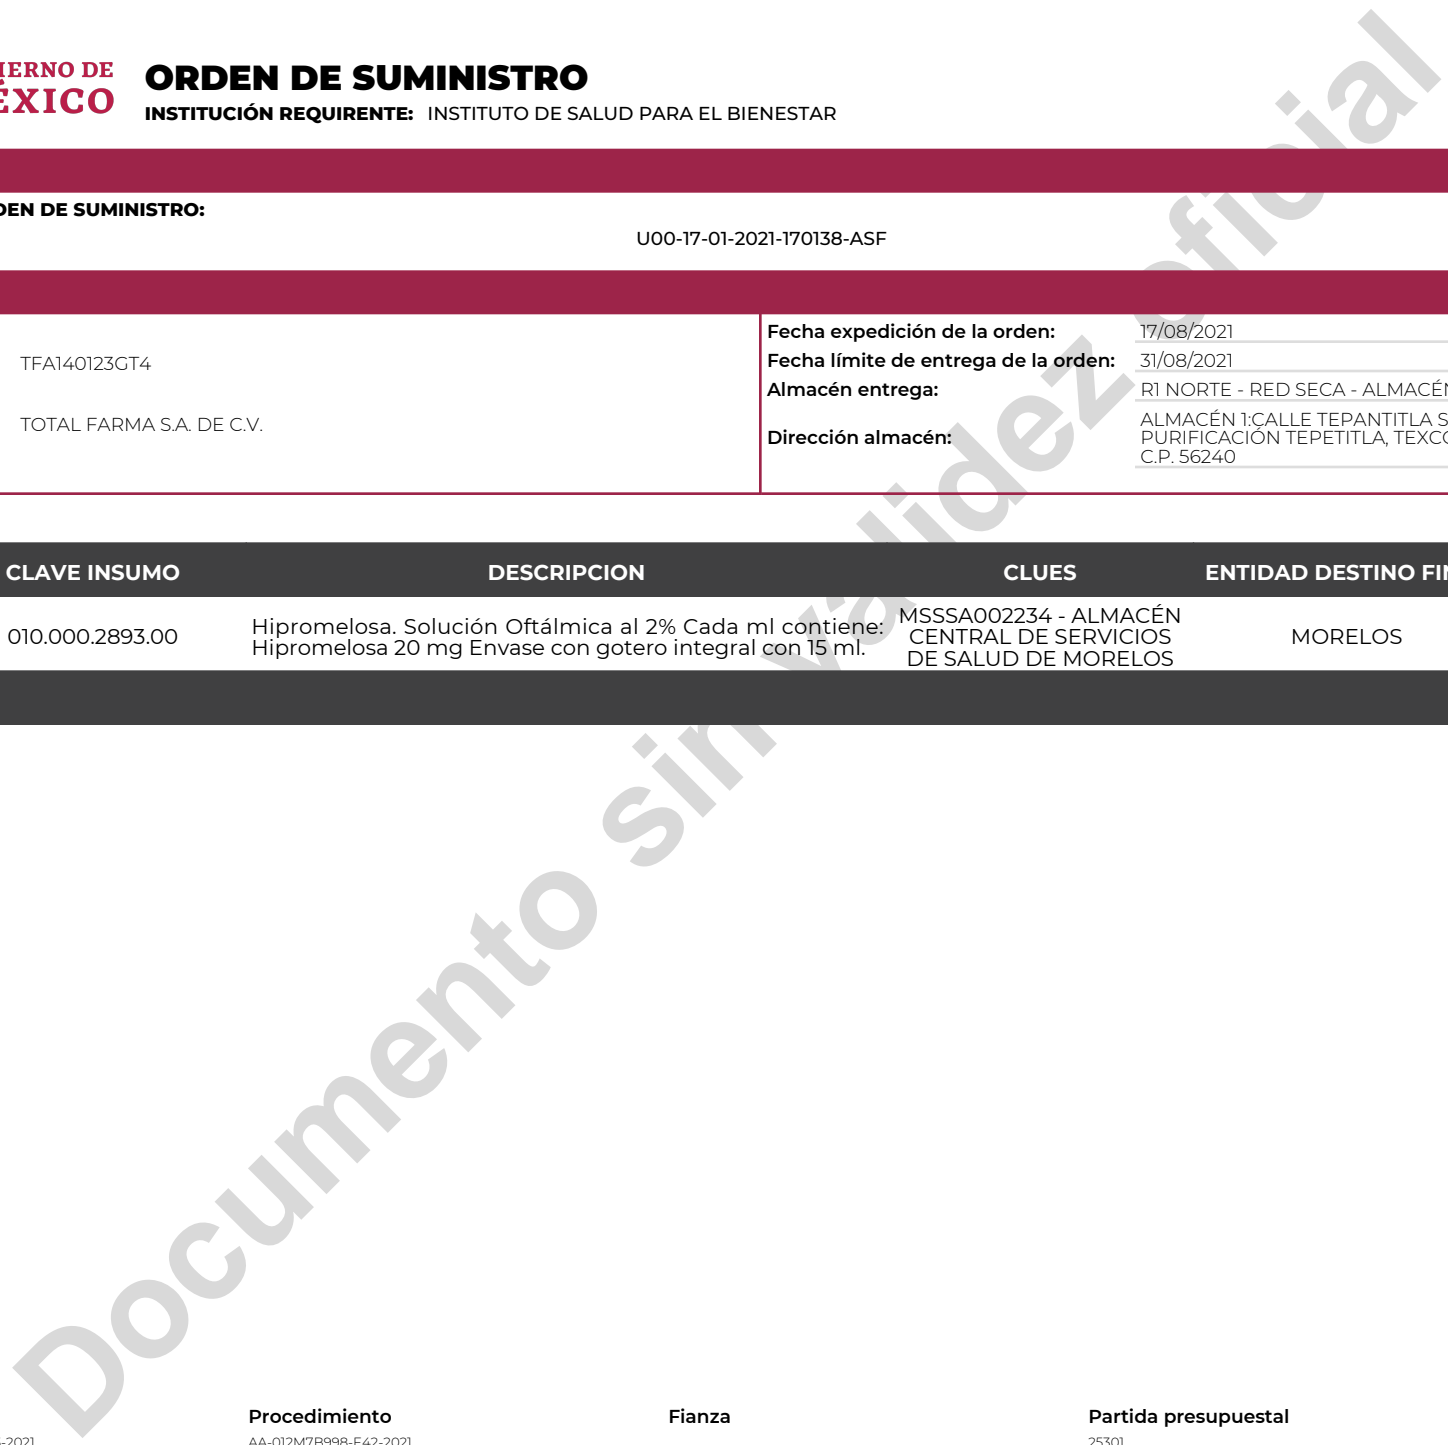 IERNO DE
ÉXICO
ORDEN DE SUMINISTRO
INSTITUCIÓN REQUIRENTE: INSTITUTO DE SALUD PARA EL BIENESTAR
DEN DE SUMINISTRO:
U00-17-01-2021-170138-ASF
TFA140123GT4
TOTAL FARMA S.A. DE C.V.
Fecha expedición de la orden: 17/08/2021
Fecha límite de entrega de la orden: 31/08/2021
Almacén entrega: R1 NORTE - RED SECA - ALMACÉN
Dirección almacén:
ALMACÉN 1:CALLE TEPANTITLA S
PURIFICACIÓN TEPETITLA, TEXCO
C.P. 56240
CLAVE INSUMO DESCRIPCION CLUES ENTIDAD DESTINO FIN
010.000.2893.00
Hipromelosa. Solución Oftálmica al 2% Cada ml contiene:
Hipromelosa 20 mg Envase con gotero integral con 15 ml.
MSSSA002234 - ALMACÉN
CENTRAL DE SERVICIOS
DE SALUD DE MORELOS
MORELOS
Documento sin validez oficial
Procedimiento Fianza Partida presupuestal
-2021 AA-012M7B998-E42-2021 25301